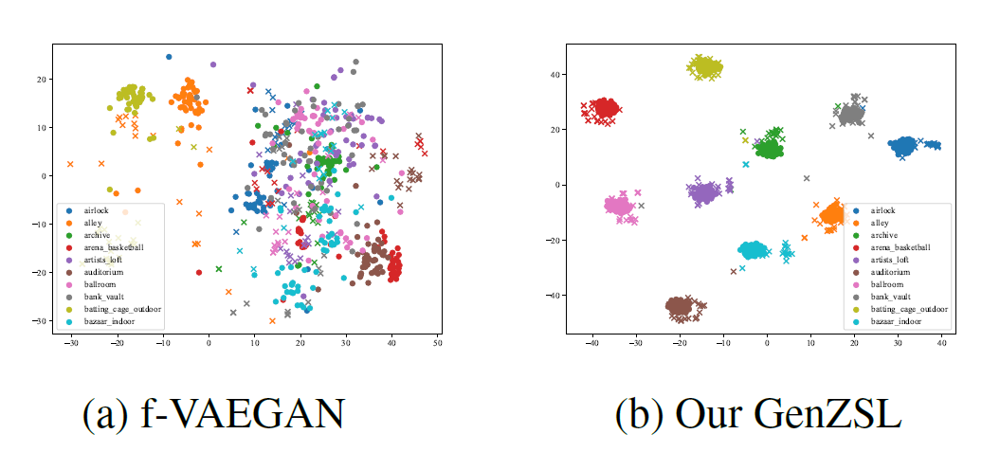 20
10
0
−10
−20
−30
−30
−20
−10
0
10
20
30
40
50
airlock
alley
archive
arena_basketball
artists_loft
auditorium
ballroom
bank_vault
batting_cage_outdoor
bazaar_indoor
(a) f-VAEGAN
40
20
0
−20
−40
−40
−30
−20
−10
0
10
20
30
40
airlock
alley
archive
arena_basketball
artists_loft
auditorium
ballroom
bank_vault
batting_cage_outdoor
bazaar_indoor
(b) Our GenZSL